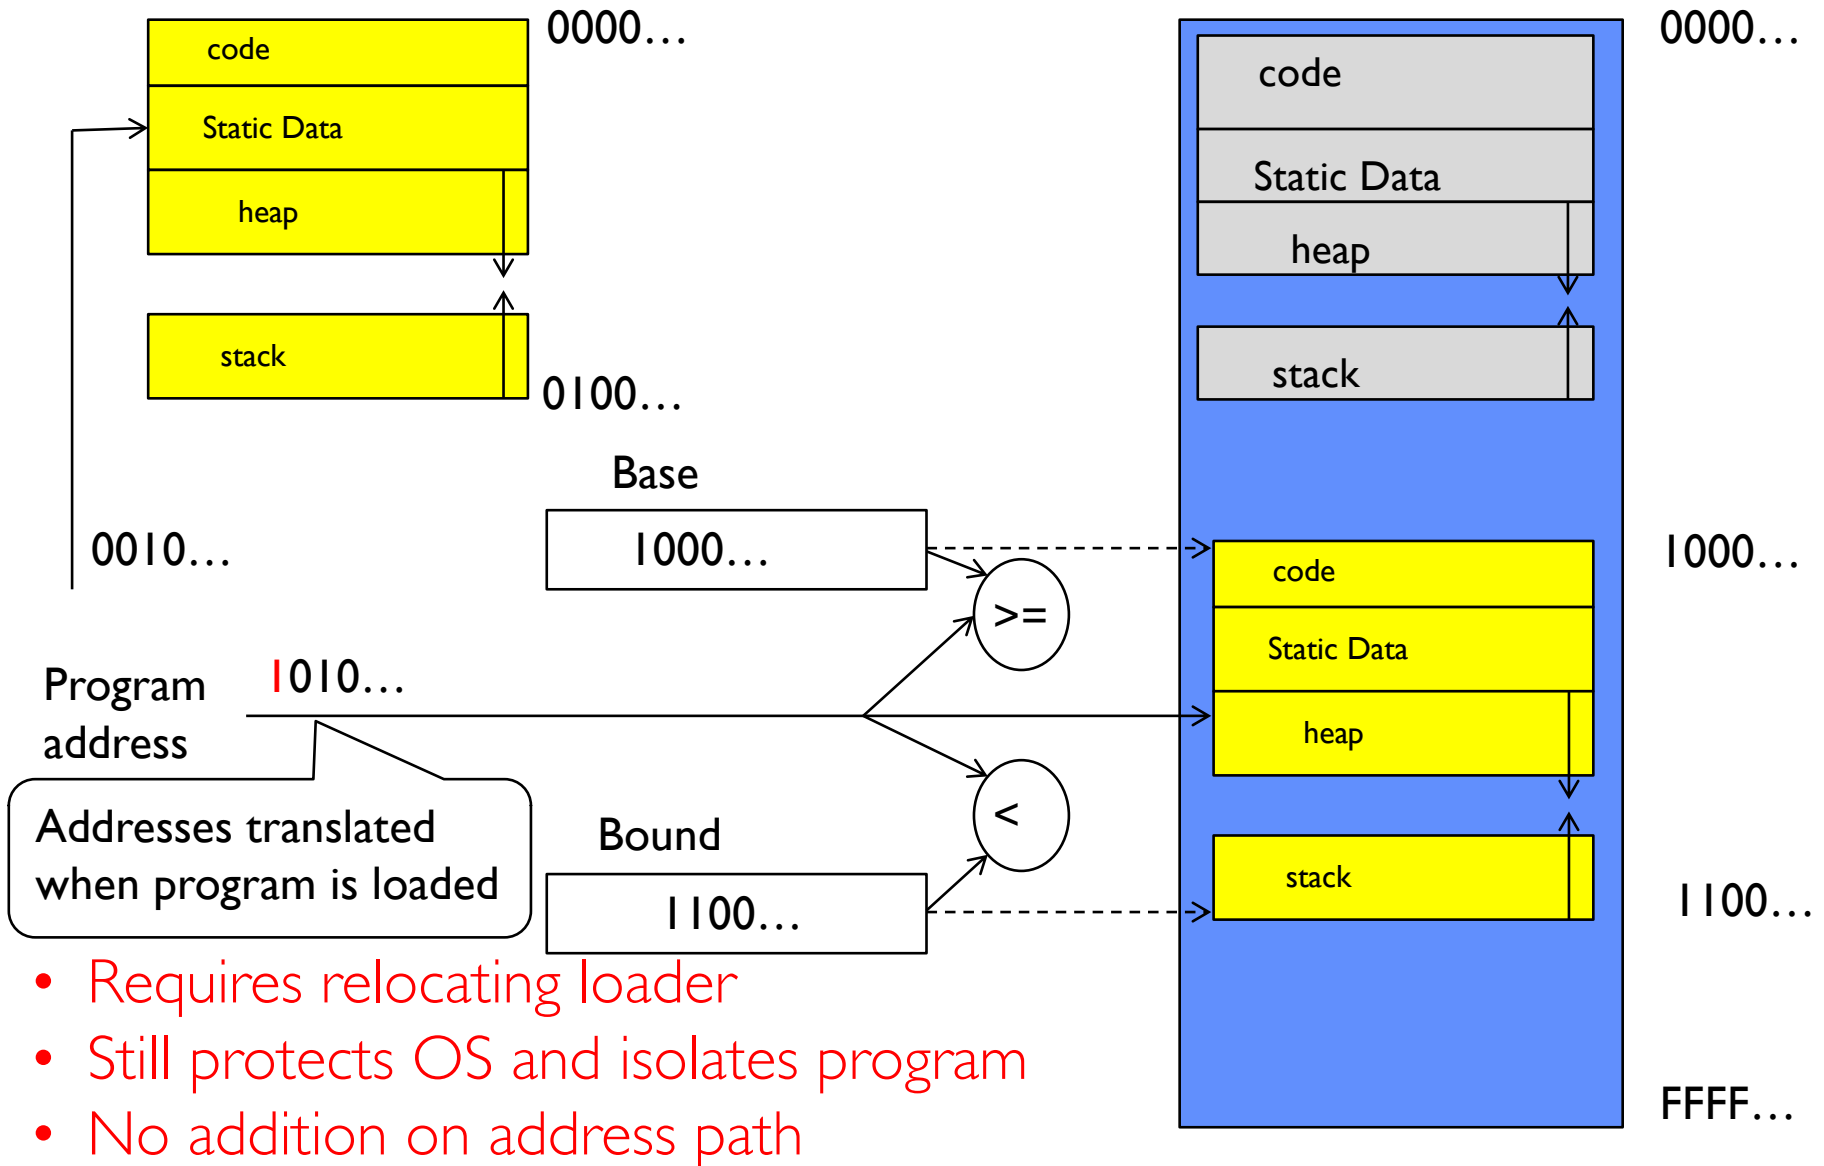 code
Static Data
heap
stack
0000…
0100…
0010…
Base
1000…
>=
Program
address
1010…
Addresses translated
when program is loaded
Bound
1100…
<
code
Static Data
heap
stack
code
Static Data
heap
stack
0000…
1000…
1100…
FFFF…
• Requires relocating loader
• Still protects OS and isolates program
• No addition on address path